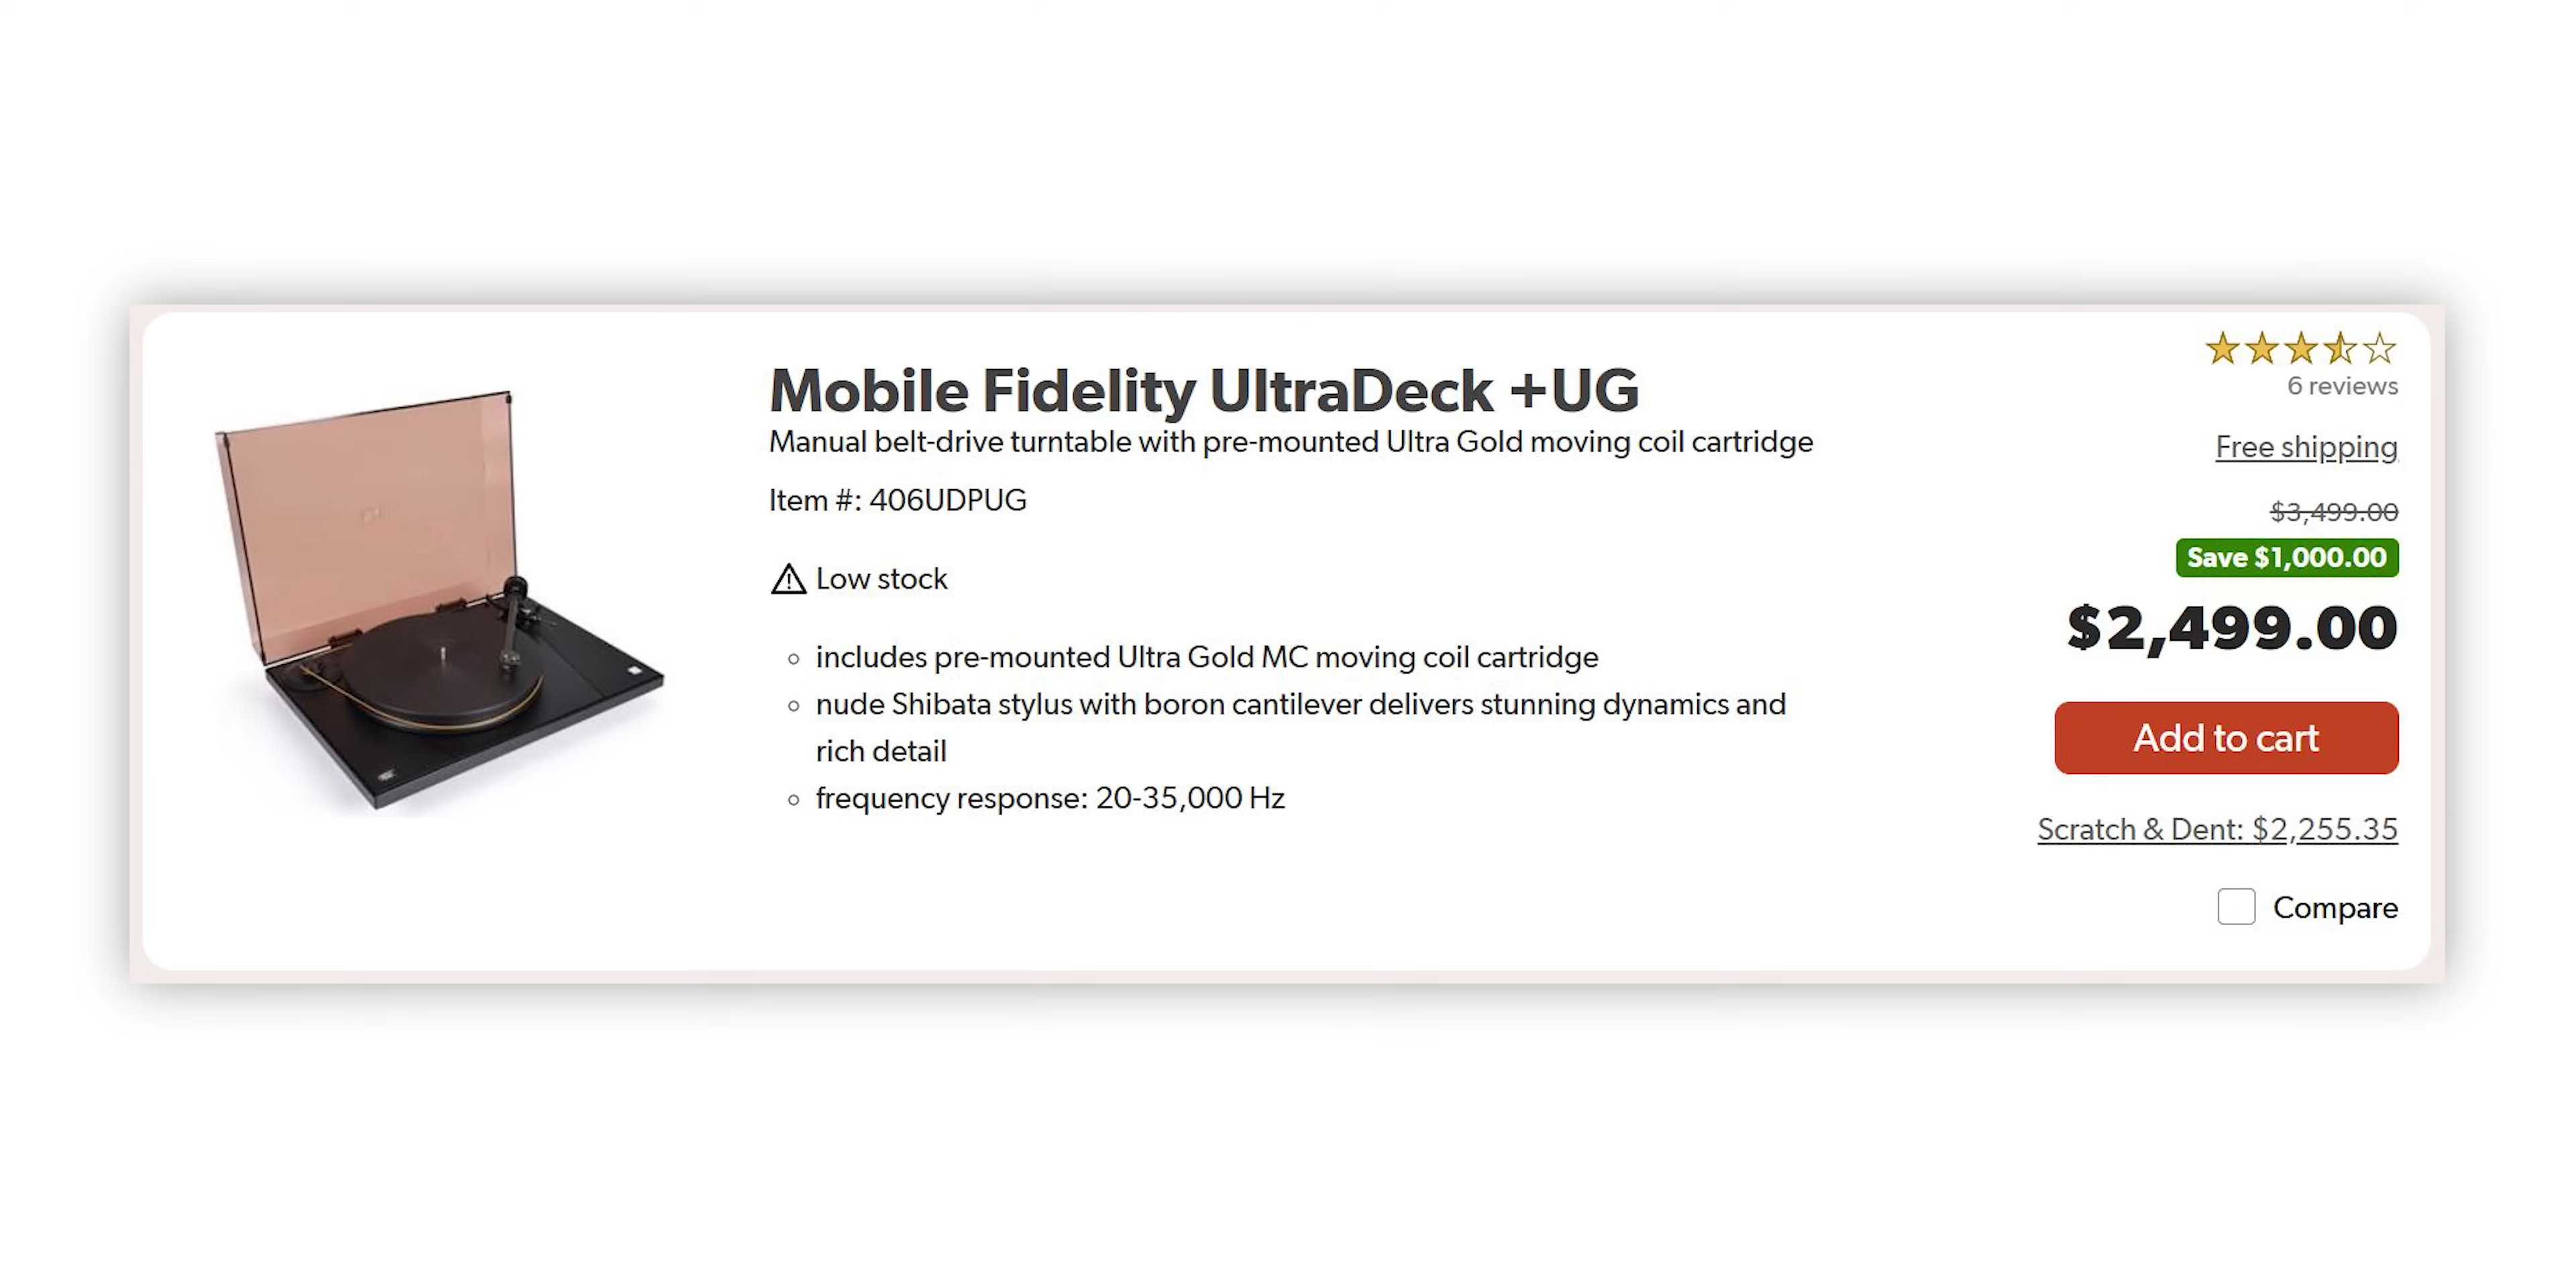 Mobile Fidelity UltraDeck +UG
Manual belt-drive turntable with pre-mounted Ultra Gold moving coil cartridge
Item #: 406UDPUG
Low stock
includes pre-mounted Ultra Gold MC moving coil cartridge
nude Shibata stylus with boron cantilever delivers stunning dynamics and
rich detail
frequency response: 20-35,000 Hz
6 reviews
Free shipping
$3,499.00
Save $1,000.00
$2,499.00
Add to cart
Scratch & Dent: $2,255.35
Compare